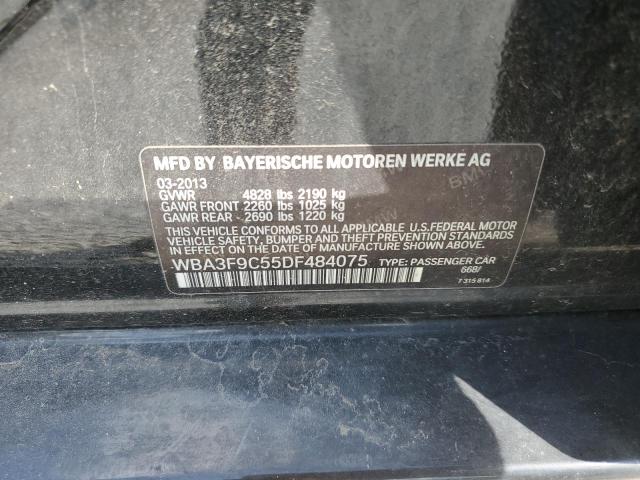 MFD BY BAYERISCHE MOTOREN WERKE AG
03-2013
GVWR 4828 lbs 2190 kg
GAWR FRONT 2260 lbs 1025 kg
GAWR REAR - 2690 lbs 1220 kg
THIS VEHICLE CONFORMS TO ALL APPLICABLE U.S.FEDERAL MOTOR
VEHICLE SAFETY, BUMPER AND THEFT PREVENTION STANDARDS
IN EFFECT ON THE DATE OF MANUFACTURE SHOWN ABOVE.
WBA3F9C55DF484075 TYPE: PASSENGER CAR
668/
7 315 814